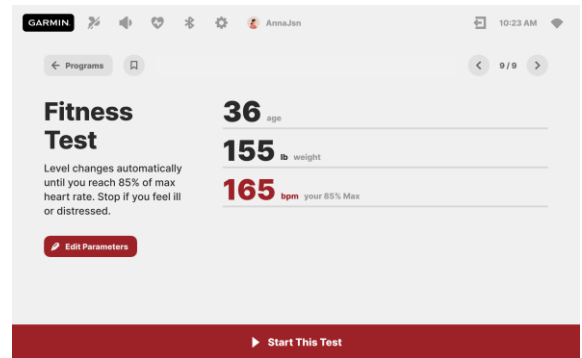 GARMIN
AnnaJsn
10:23 AM
Programs
9/9
Fitness
Test
Level changes automatically
until you reach 85% of max
heart rate. Stop if you feel ill
or distressed.
Edit Parameters
36 age
155 lb weight
165 bpm your 85% Max
Start This Test